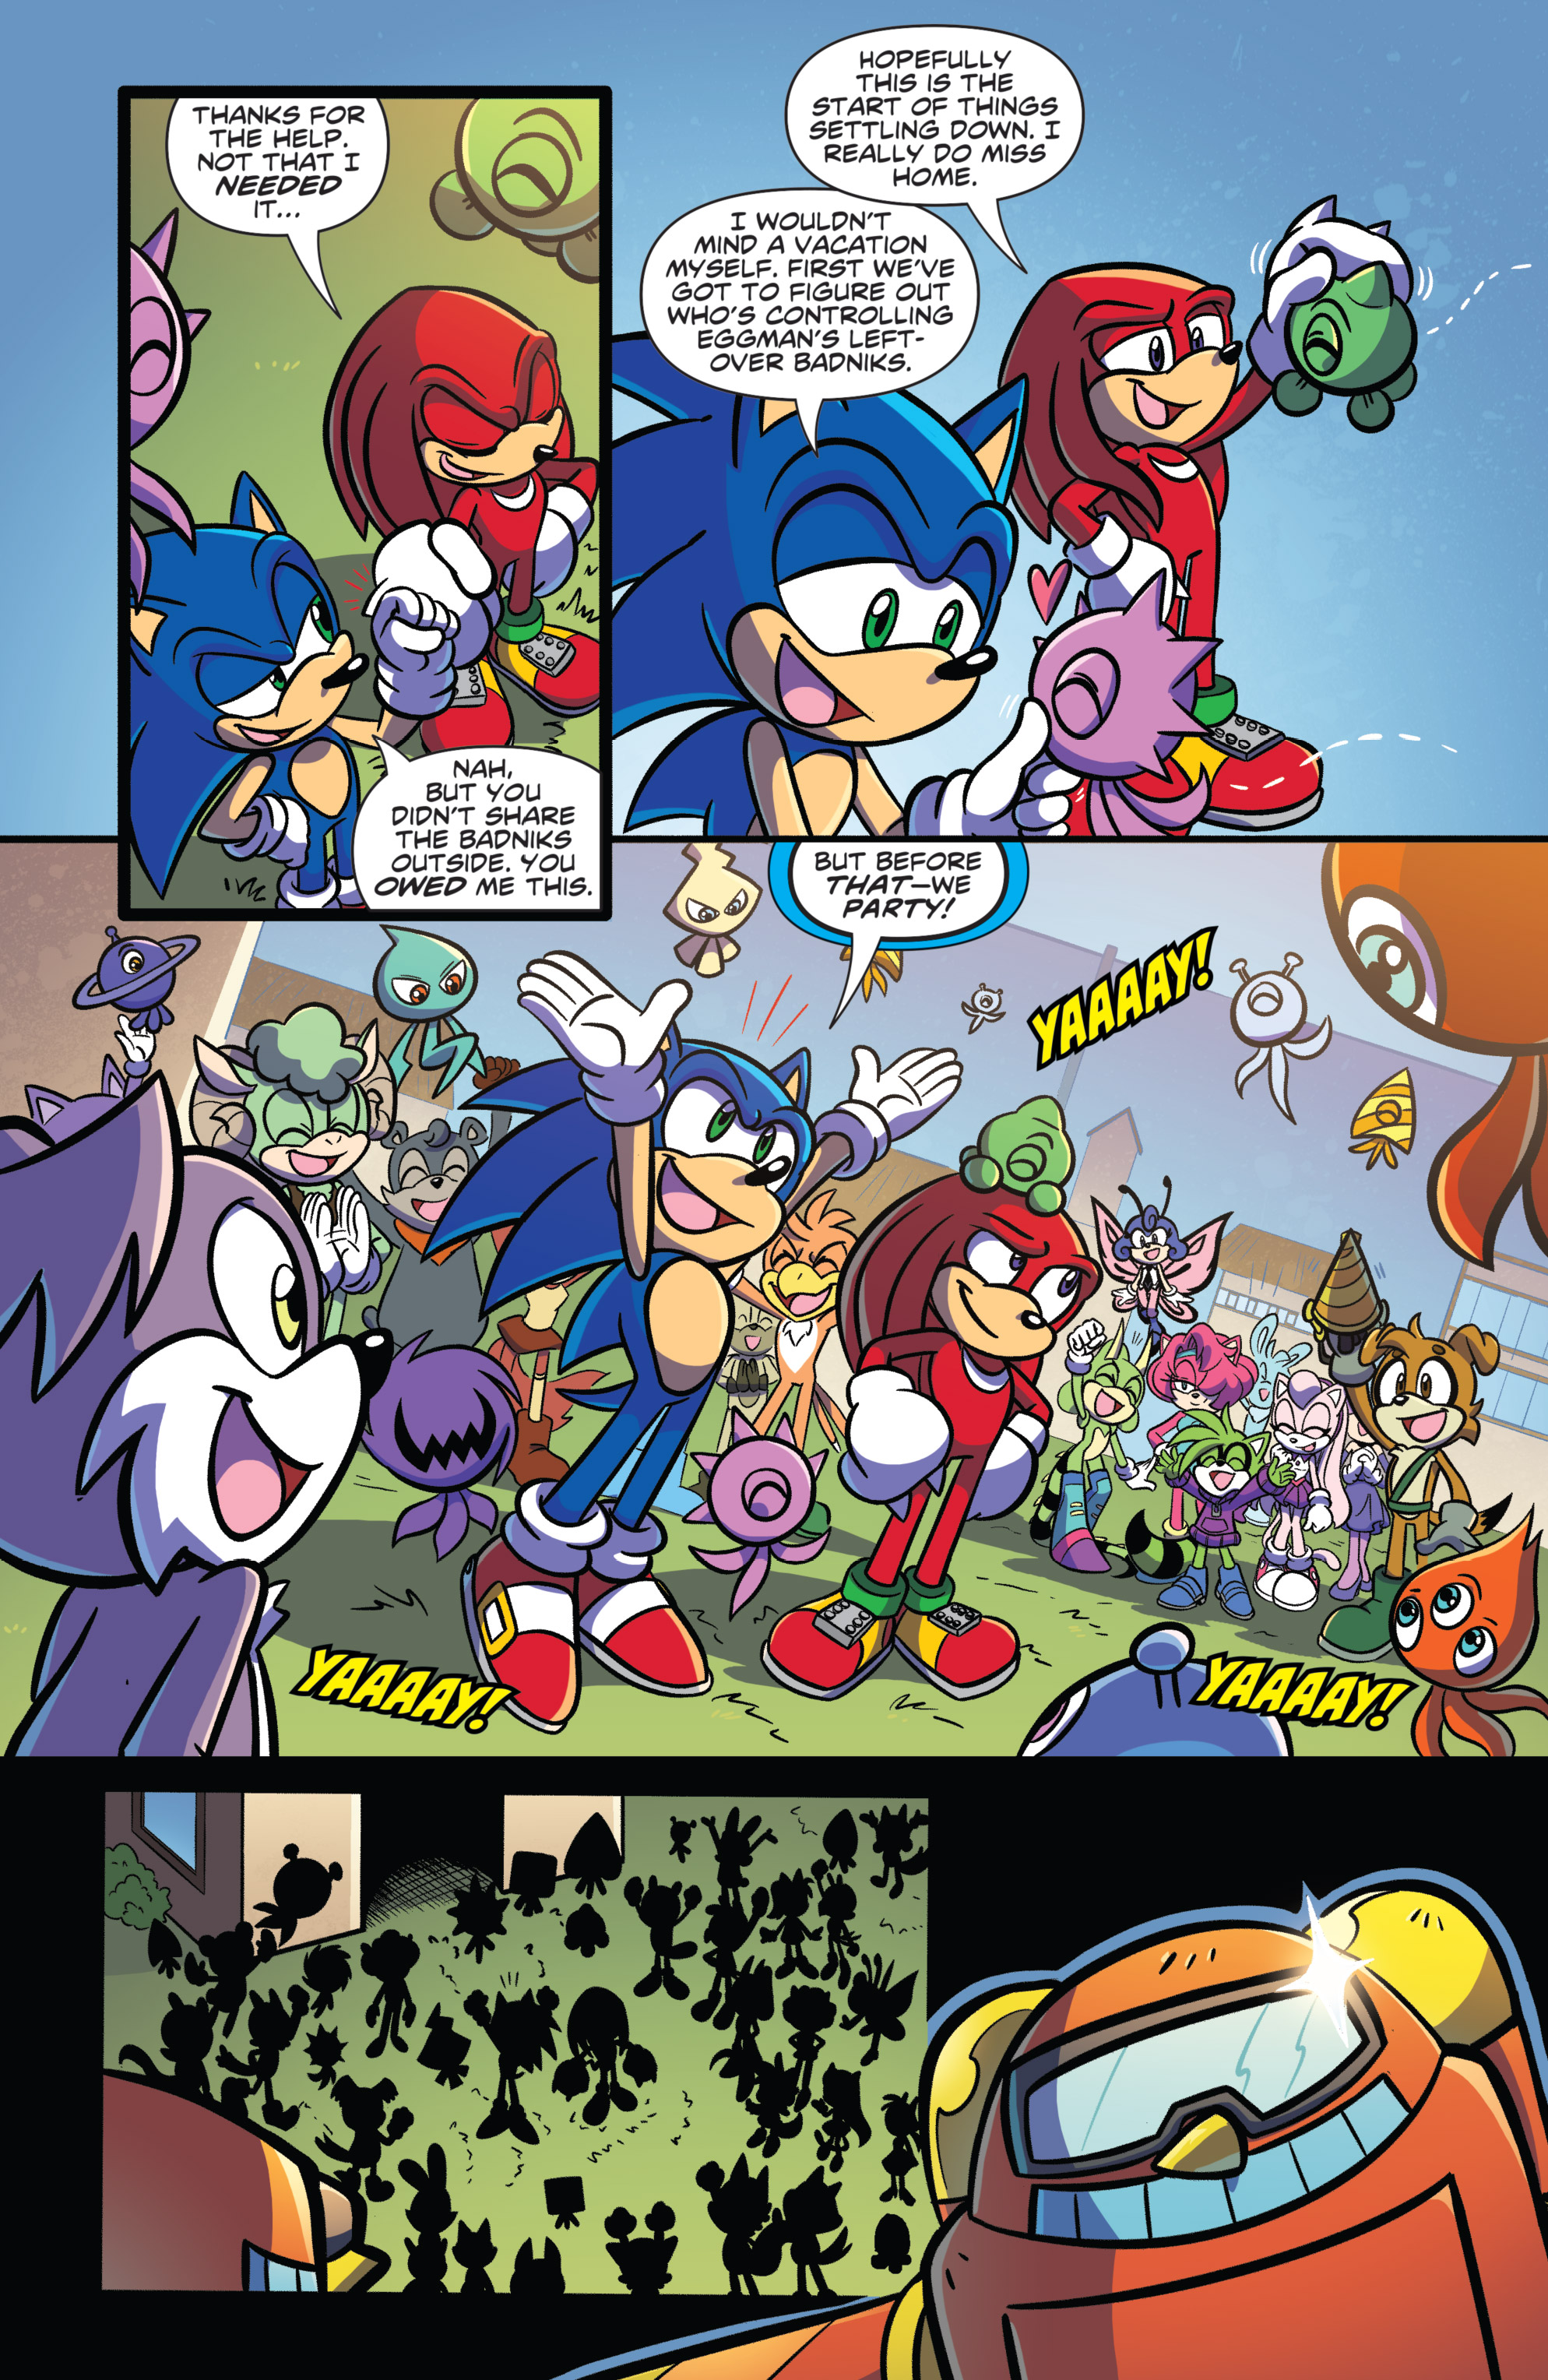 THANKS FOR
THE HELP.
NOT THAT I
NEEDED
IT...
NAH,
BUT YOU
DIDN'T SHARE
THE BADNIKS
OUTSIDE. YOU
OWED ME THIS.
HOPEFULLY
THIS IS THE
START OF THINGS
SETTLING DOWN. I
REALLY DO MISS
HOME.
I WOULDN'T
MIND A VACATION
MYSELF. FIRST WE'VE
GOT TO FIGURE OUT
WHO'S CONTROLLING
EGGMAN'S LEFT-
OVER BADNIKS.
BUT BEFORE
THAT—WE
PARTY!
YAAAAY!
YAAAAY!
YAAAAY!